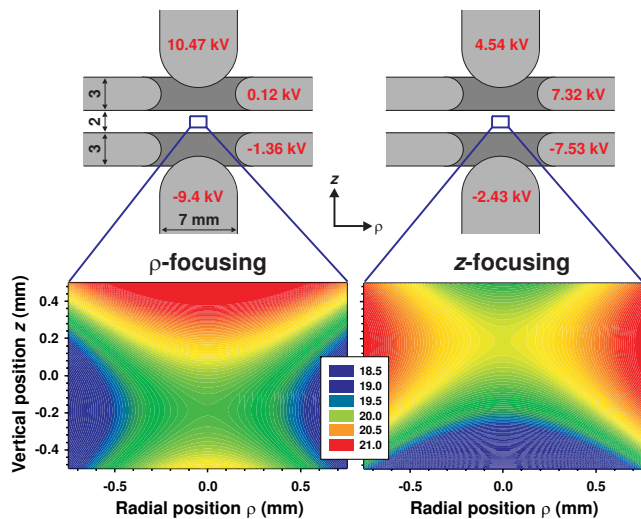 10.47 kV
4.54 kV
3
0.12 kV
7.32 kV
2
3
-1.36 kV
-7.53 kV
-9.4 kV
z
-2.43 kV
7 mm
ρ
ρ-focusing
z-focusing
Vertical position z (mm)
0.4
0.2
0.0
-0.2
-0.4
18.5
19.0
19.5
20.0
20.5
21.0
-0.5
0.0
0.5
-0.5
0.0
0.5
Radial position ρ (mm)
Radial position ρ (mm)